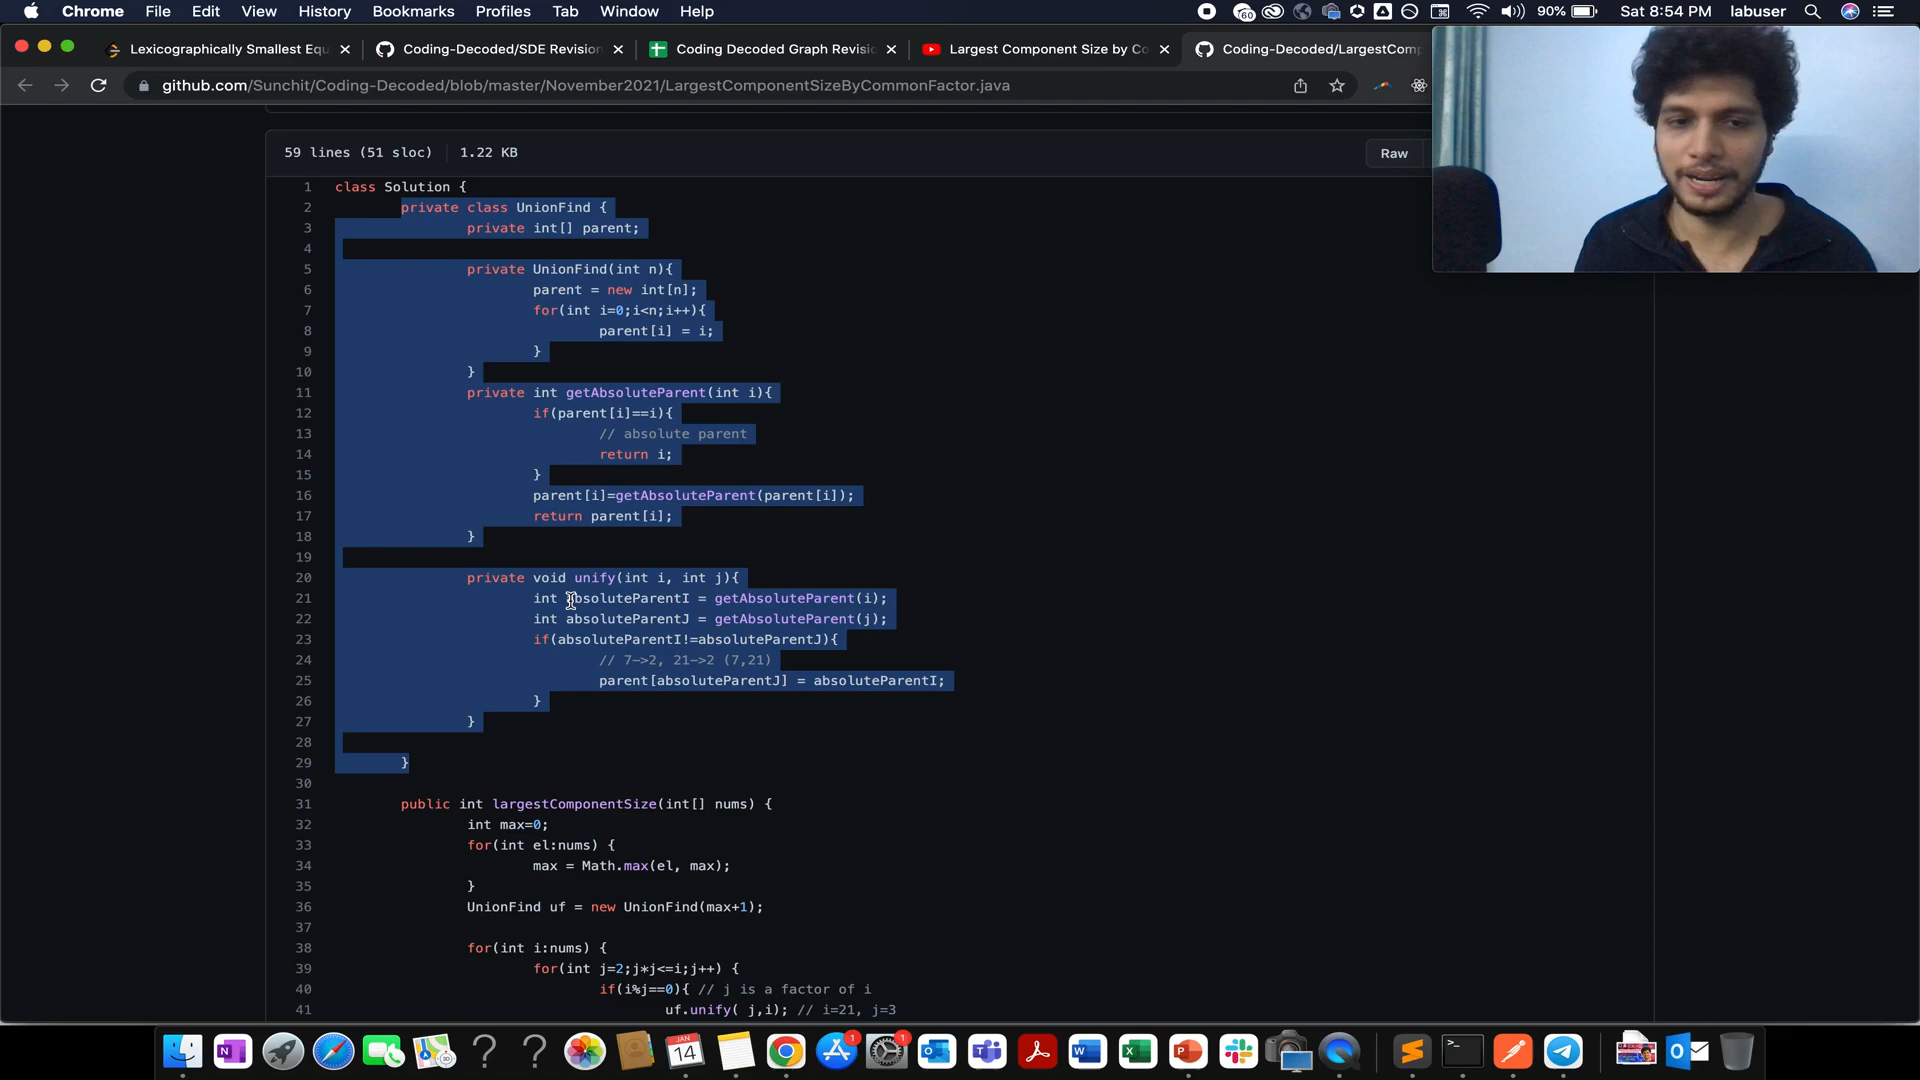 Chrome File Edit View History Bookmarks Profiles Tab Window Help
60
90% Sat 8:54 PM labuser
Lexicographically Smallest Equ
Coding-Decoded/SDE Revision
Coding Decoded Graph Revisi
Largest Component Size by Co
Coding-Decoded/LargestComp
github.com/Sunchit/Coding-Decoded/blob/master/November2021/LargestComponentSizeByCommonFactor.java
59 lines (51 sloc) 1.22 KB
Raw
1 class Solution {
2 private class UnionFind {
3 private int[] parent;
4
5 private UnionFind(int n){
6 parent = new int[n];
7 for(int i=0;i<n;i++){
8 parent[i] = i;
9 }
10 }
11 private int getAbsoluteParent(int i){
12 if(parent[i]==i){
13 // absolute parent
14 return i;
15 }
16 parent[i]=getAbsoluteParent(parent[i]);
17 return parent[i];
18 }
19
20 private void unify(int i, int j){
21 int absoluteParentI = getAbsoluteParent(i);
22 int absoluteParentJ = getAbsoluteParent(j);
23 if(absoluteParentI!=absoluteParentJ){
24 // 7->2, 21->2 (7,21)
25 parent[absoluteParentJ] = absoluteParentI;
26 }
27 }
28
29 }
30
31 public int largestComponentSize(int[] nums) {
32 int max=0;
33 for(int el:nums) {
34 max = Math.max(el, max);
35 }
36 UnionFind uf = new UnionFind(max+1);
37
38 for(int i:nums) {
39 for(int j=2;j*j<=i;j++) {
40 if(i%j==0){ // j is a factor of i
41 uf.unify( j,i); // i=21, j=3
JAN
14
1
1